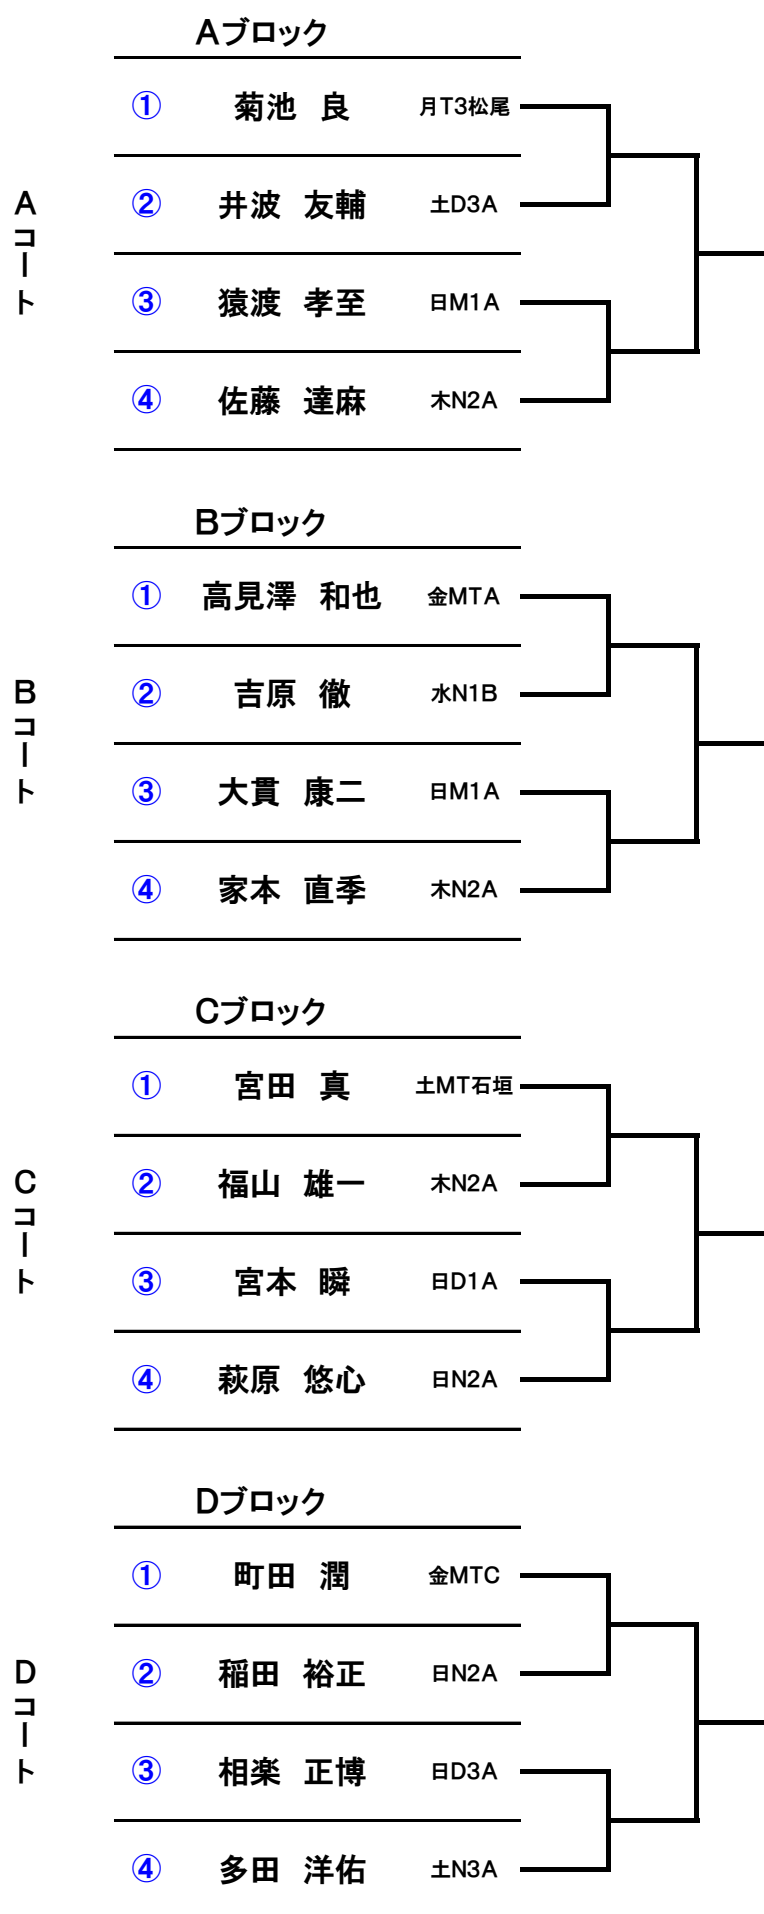 Aブロック
① 菊池 良 月T3松尾
② 井波 友輔 土D3A
Aコート
③ 猿渡 孝至 日M1A
④ 佐藤 達麻 木N2A
Bブロック
① 高見澤 和也 金MTA
② 吉原 徹 水N1B
Bコート
③ 大貫 康二 日M1A
④ 家本 直季 木N2A
Cブロック
① 宮田 真 土MT石垣
② 福山 雄一 木N2A
Cコート
③ 宮本 瞬 日D1A
④ 萩原 悠心 日N2A
Dブロック
① 町田 潤 金MTC
② 稲田 裕正 日N2A
Dコート
③ 相楽 正博 日D3A
④ 多田 洋佑 土N3A